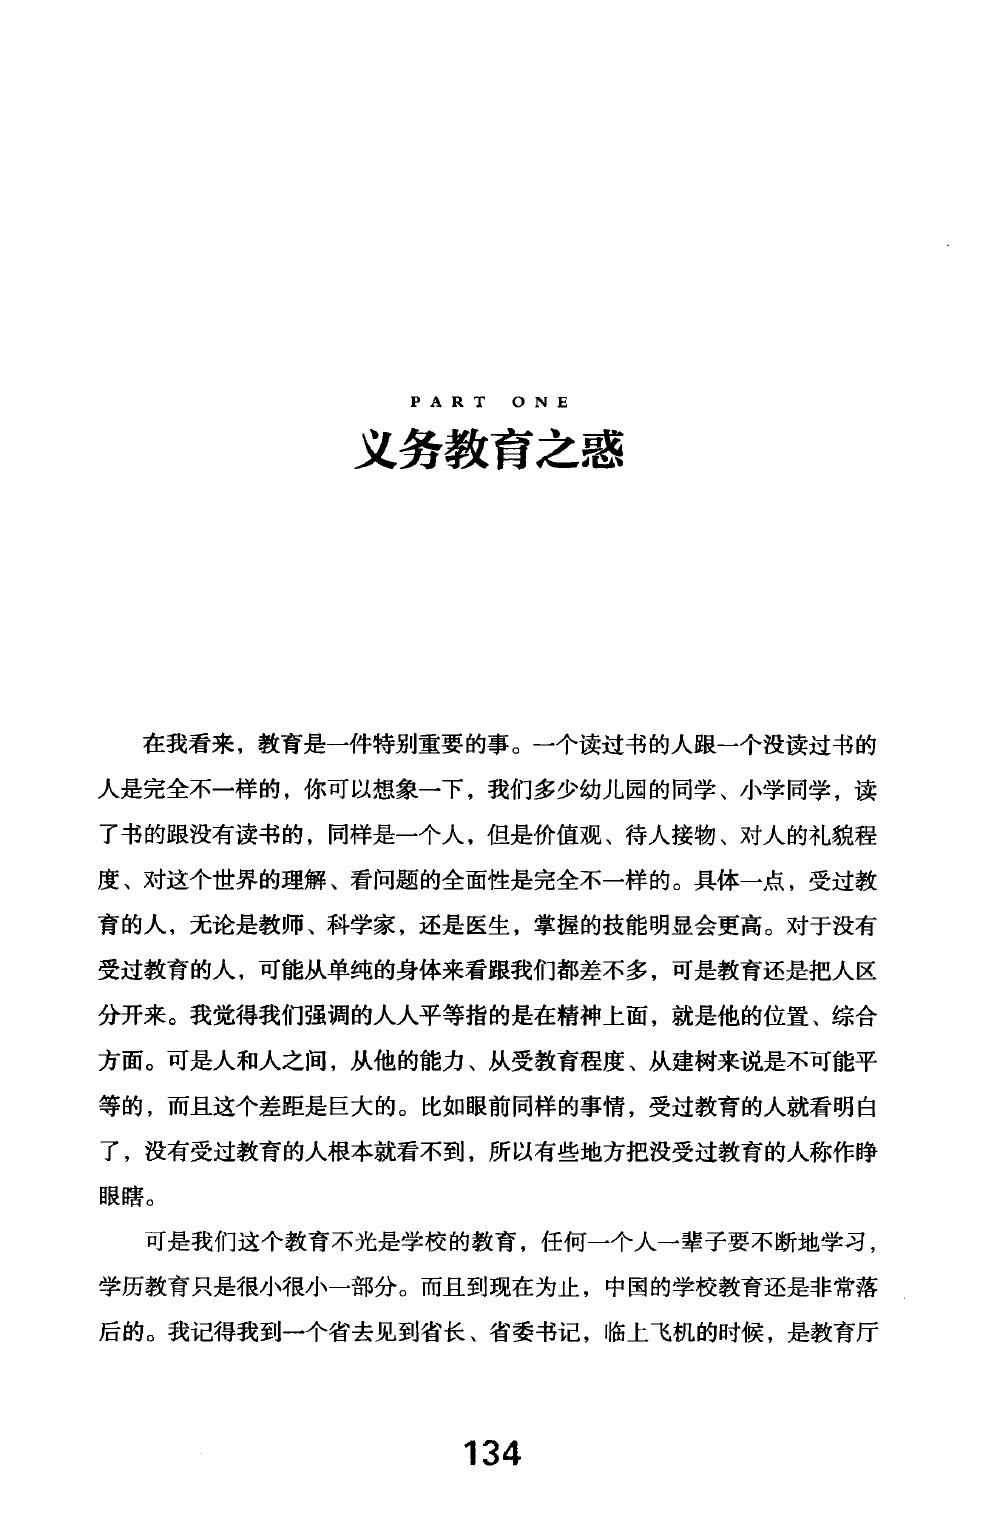 PART ONE
义务教育之惑
在我看来，教育是一件特别重要的事。一个读过书的人跟一个没读过书的
人是完全不一样的，你可以想象一下，我们多少幼儿园的同学、小学同学，读
了书的跟没有读书的，同样是一个人，但是价值观、待人接物、对人的礼貌程
度、对这个世界的理解、看问题的全面性是完全不一样的。具体一点，受过教
育的人，无论是教师、科学家，还是医生，掌握的技能明显会更高。对于没有
受过教育的人，可能从单纯的身体来看跟我们都差不多，可是教育还是把人区
分开来。我觉得我们强调的人人平等指的是在精神上面，就是他的位置、综合
方面。可是人和人之间，从他的能力、从受教育程度、从建树来说是不可能平
等的，而且这个差距是巨大的。比如眼前同样的事情，受过教育的人就看明白
了，没有受过教育的人根本就看不到，所以有些地方把没受过教育的人称作睁
眼瞎。
可是我们这个教育不光是学校的教育，任何一个人一辈子要不断地学习，
学历教育只是很小很小一部分。而且到现在为止，中国的学校教育还是非常落
后的。我记得我到一个省去见到省长、省委书记，临上飞机的时候，是教育厅
134